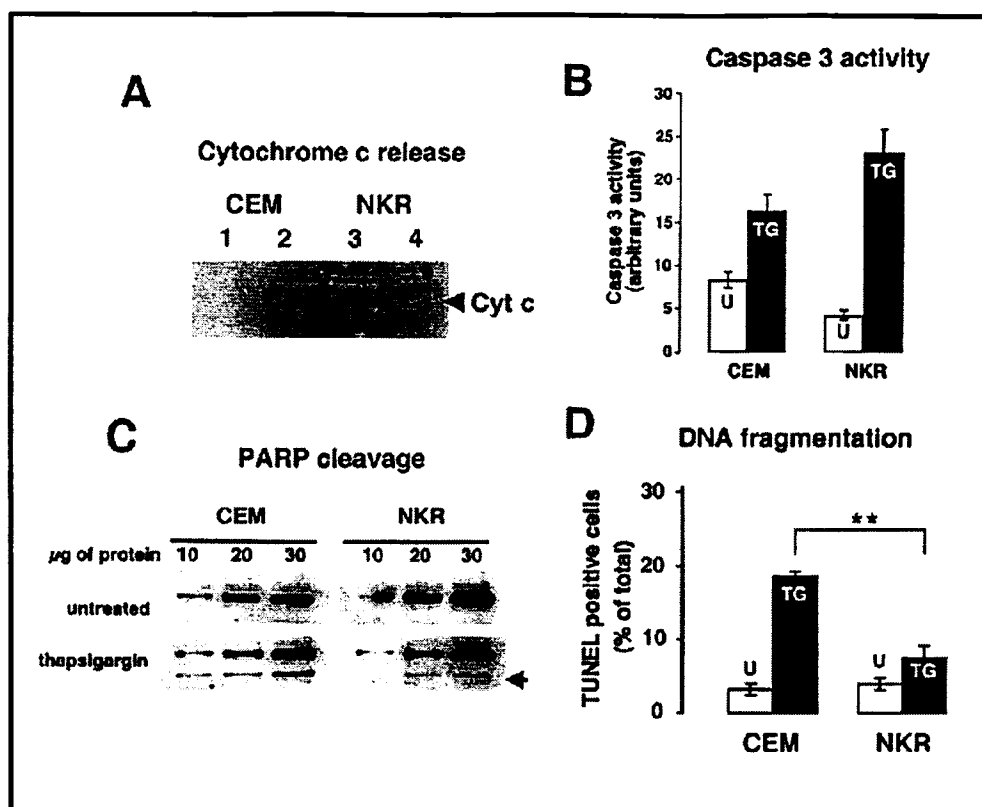 A
Cytochrome c release
CEM NKR
1 2 3 4
Cyt c
B
Caspase 3 activity
Caspase 3 activity
(arbitrary units)
30
25
20
15
10
5
0
U TG U TG
CEM NKR
C
PARP cleavage
CEM NKR
µg of protein 10 20 30 10 20 30
untreated
thapsigargin
D
DNA fragmentation
TUNEL positive cells
(% of total)
30
20
10
0
**
U TG U TG
CEM NKR